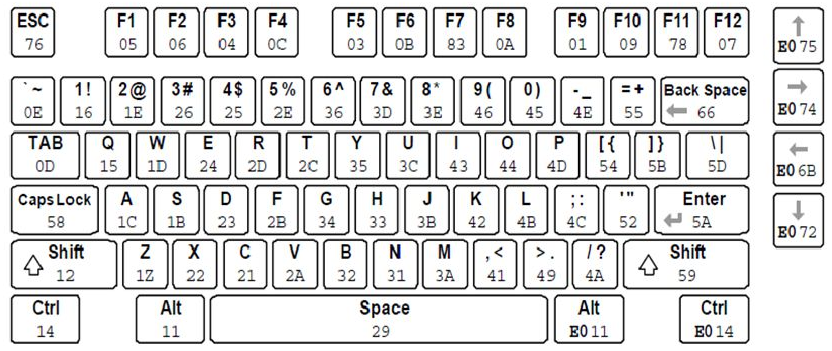 ESC F1 F2 F3 F4 F5 F6 F7 F8 F9 F10 F11 F12
76 05 06 04 0C 03 0B 83 0A 01 09 78 07 E0 75
` ~ 1! 2@ 3# 4$ 5% 6^ 7& 8* 9( 0) - _ = + Back Space
0E 16 1E 26 25 2E 36 3D 3E 46 45 4E 55 66 E0 74
TAB Q W E R T Y U I O P [ { ] } \ |
0D 15 1D 24 2D 2C 35 3C 43 44 4D 54 5B 5D E0 6B
Caps Lock A S D F G H J K L ; : ' " Enter
58 1C 1B 23 2B 34 33 3B 42 4B 4C 52 5A
Shift Z X C V B N M , < > . / ? Shift
12 1Z 22 21 2A 32 31 3A 41 49 4A 59 E0 72
Ctrl Alt Space Alt Ctrl
14 11 29 E0 11 E0 14